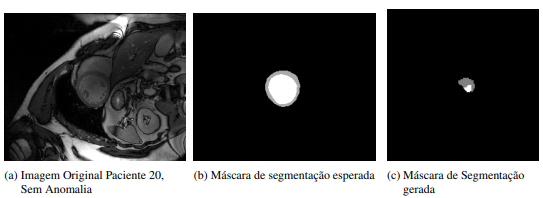 (a) Imagem Original Paciente 20,
Sem Anomalia
(b) Máscara de segmentação esperada
(c) Máscara de Segmentação
gerada